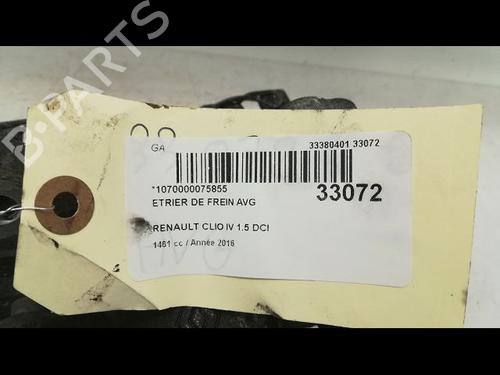 B-PARTS
GA
33380401 33072
*1070000075855
33072
ETRIER DE FREIN AVG
RENAULT CLIO IV 1.5 DCI
1461 cc / Année 2016